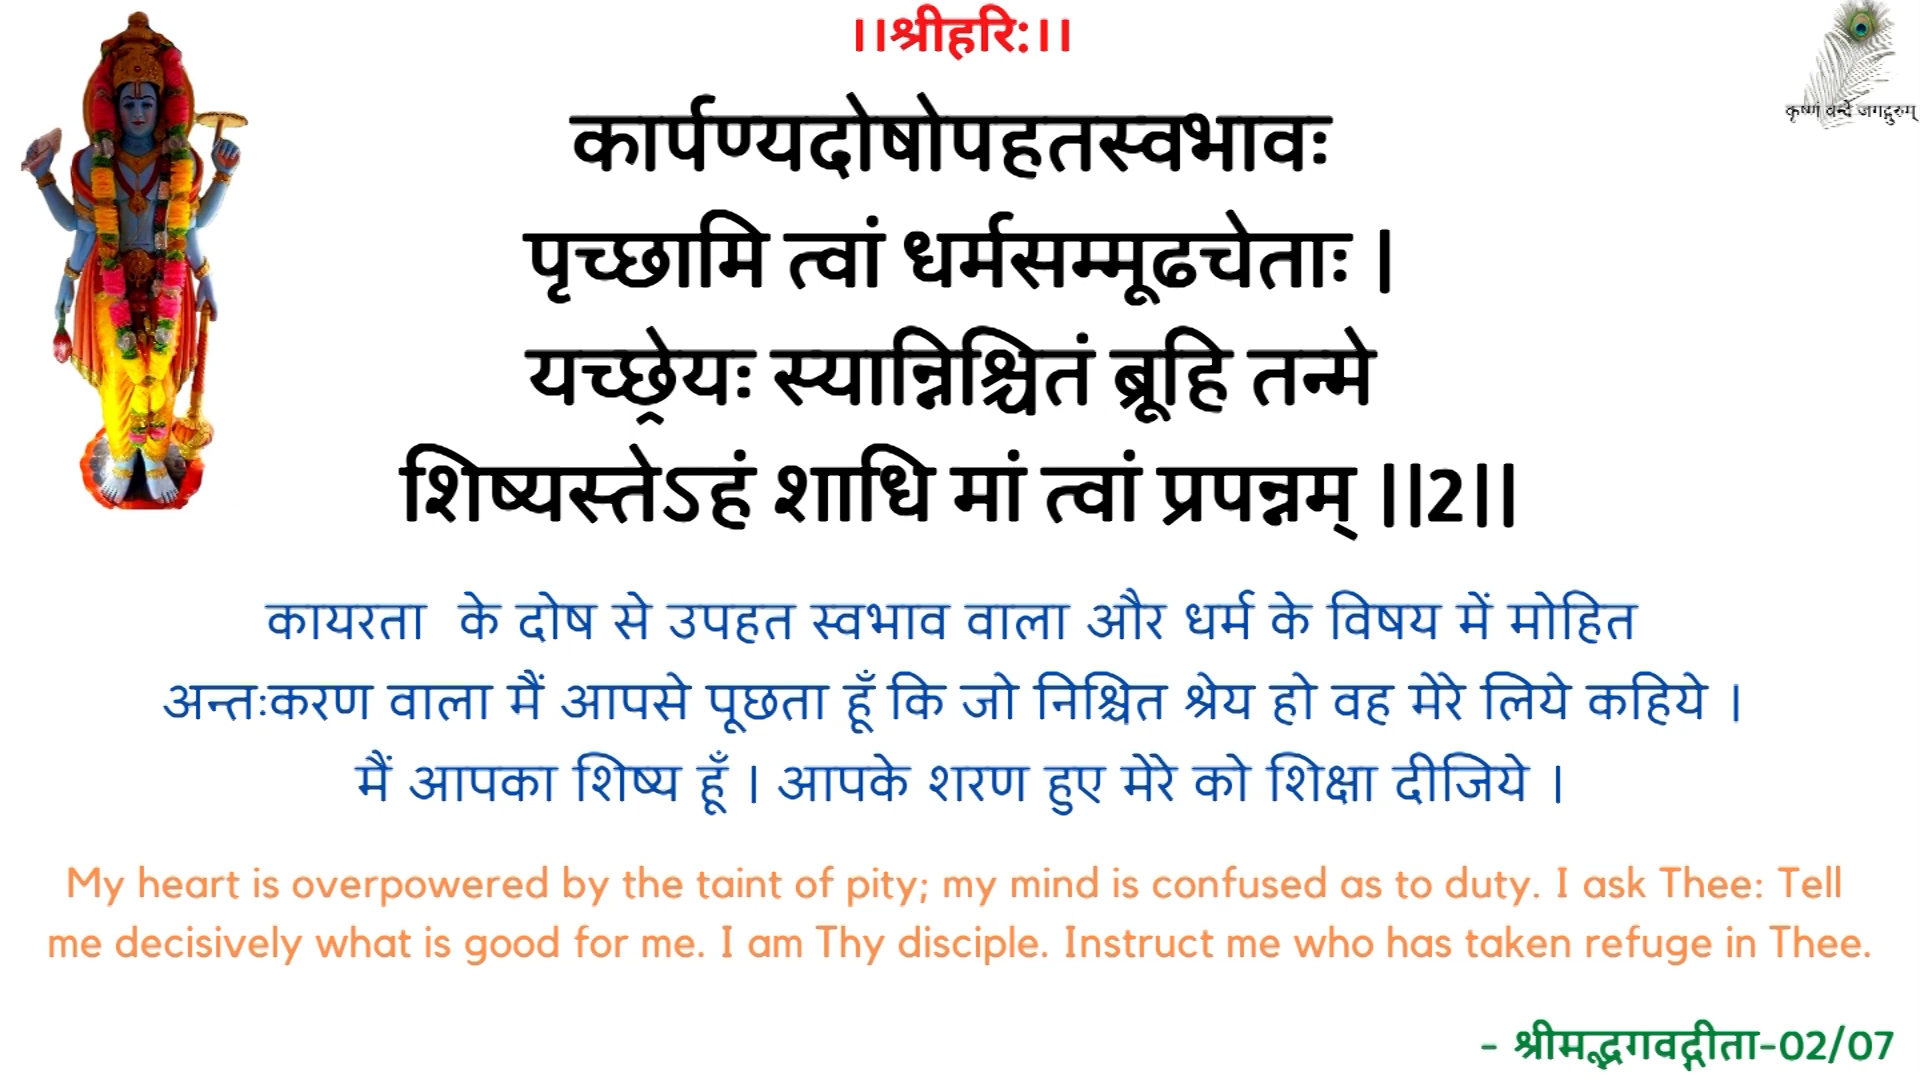 ।।श्रीहरि:।।
कृष्णं वन्दे जगद्गुरुम्
कार्पण्यदोषोपहतस्वभावः
पृच्छामि त्वां धर्मसम्मूढचेताः |
यच्छ्रेयः स्यान्निश्चितं ब्रूहि तन्मे
शिष्यस्तेऽहं शाधि मां त्वां प्रपन्नम् ||2||
कायरता के दोष से उपहत स्वभाव वाला और धर्म के विषय में मोहित
अन्तःकरण वाला मैं आपसे पूछता हूँ कि जो निश्चित श्रेय हो वह मेरे लिये कहिये ।
मैं आपका शिष्य हूँ । आपके शरण हुए मेरे को शिक्षा दीजिये ।
My heart is overpowered by the taint of pity; my mind is confused as to duty. I ask Thee: Tell
me decisively what is good for me. I am Thy disciple. Instruct me who has taken refuge in Thee.
- श्रीमद्भगवद्गीता-02/07